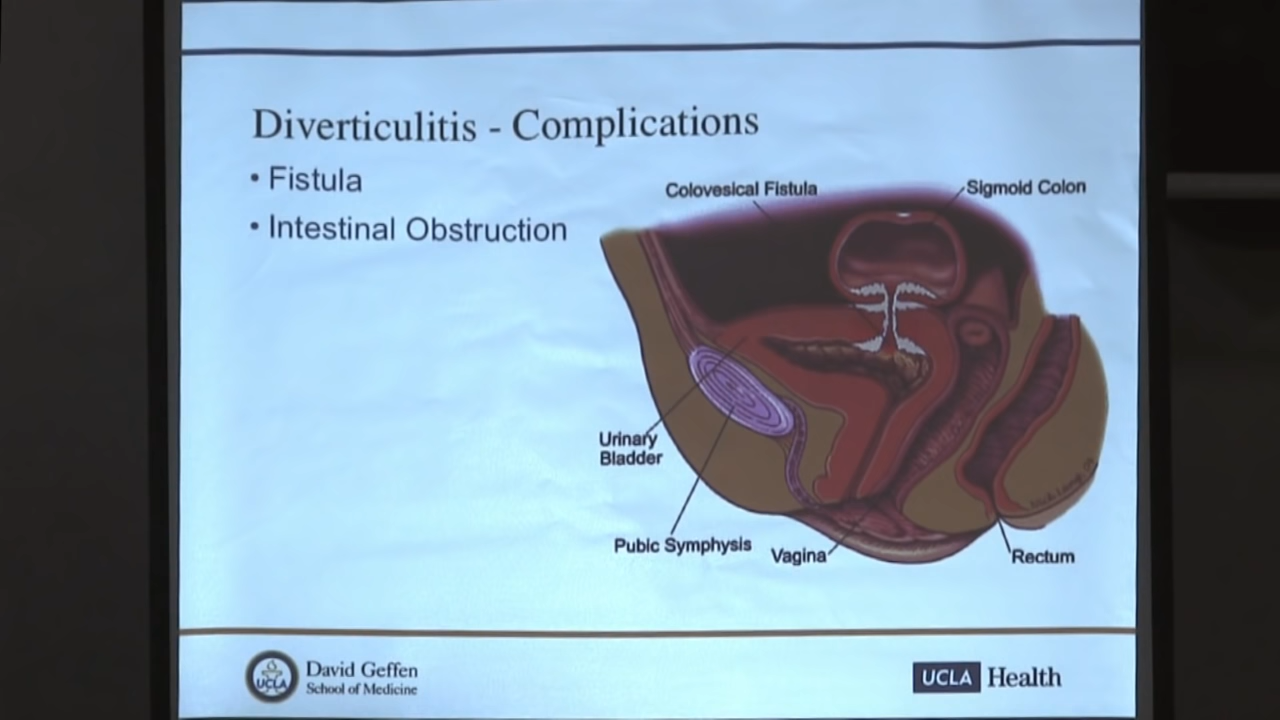 Diverticulitis - Complications
• Fistula
• Intestinal Obstruction
Colovesical Fistula
Sigmoid Colon
Urinary
Bladder
Pubic Symphysis
Vagina
Rectum
UCLA
David Geffen
School of Medicine
UCLA Health